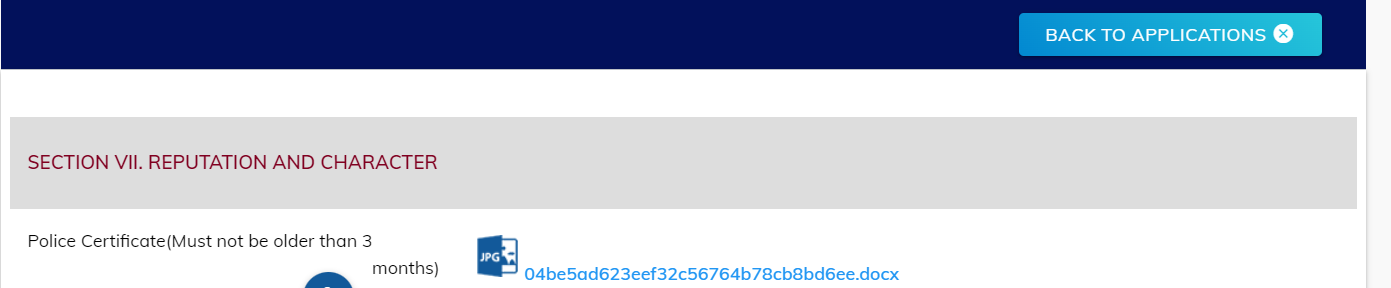 BACK TO APPLICATIONS
SECTION VII. REPUTATION AND CHARACTER
Police Certificate(Must not be older than 3
months)
JPG
04be5ad623eef32c56764b78cb8bd6ee.docx